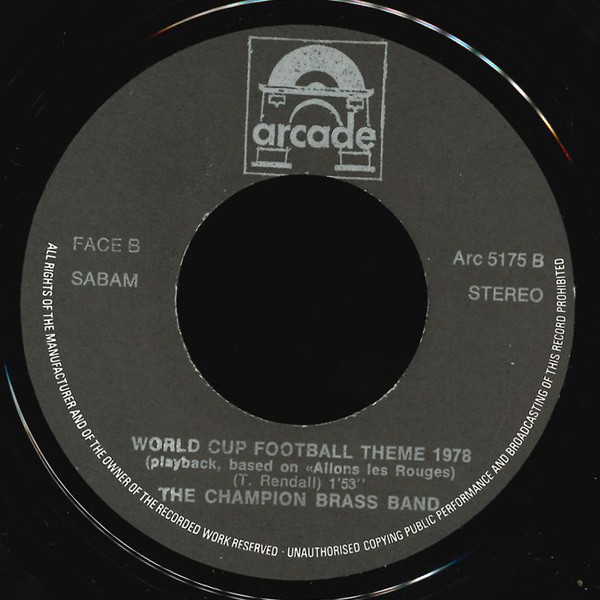 arcade
FACE B
SABAM
Arc 5175 B
STEREO
WORLD CUP FOOTBALL THEME 1978
(playback, based on «Allons les Rouges)
(T. Rendall) 1'53''
THE CHAMPION BRASS BAND
ALL RIGHTS OF THE MANUFACTURER AND OF THE OWNER OF THE RECORDED WORK RESERVED · UNAUTHORISED COPYING PUBLIC PERFORMANCE AND BROADCASTING OF THIS RECORD PROHIBITED